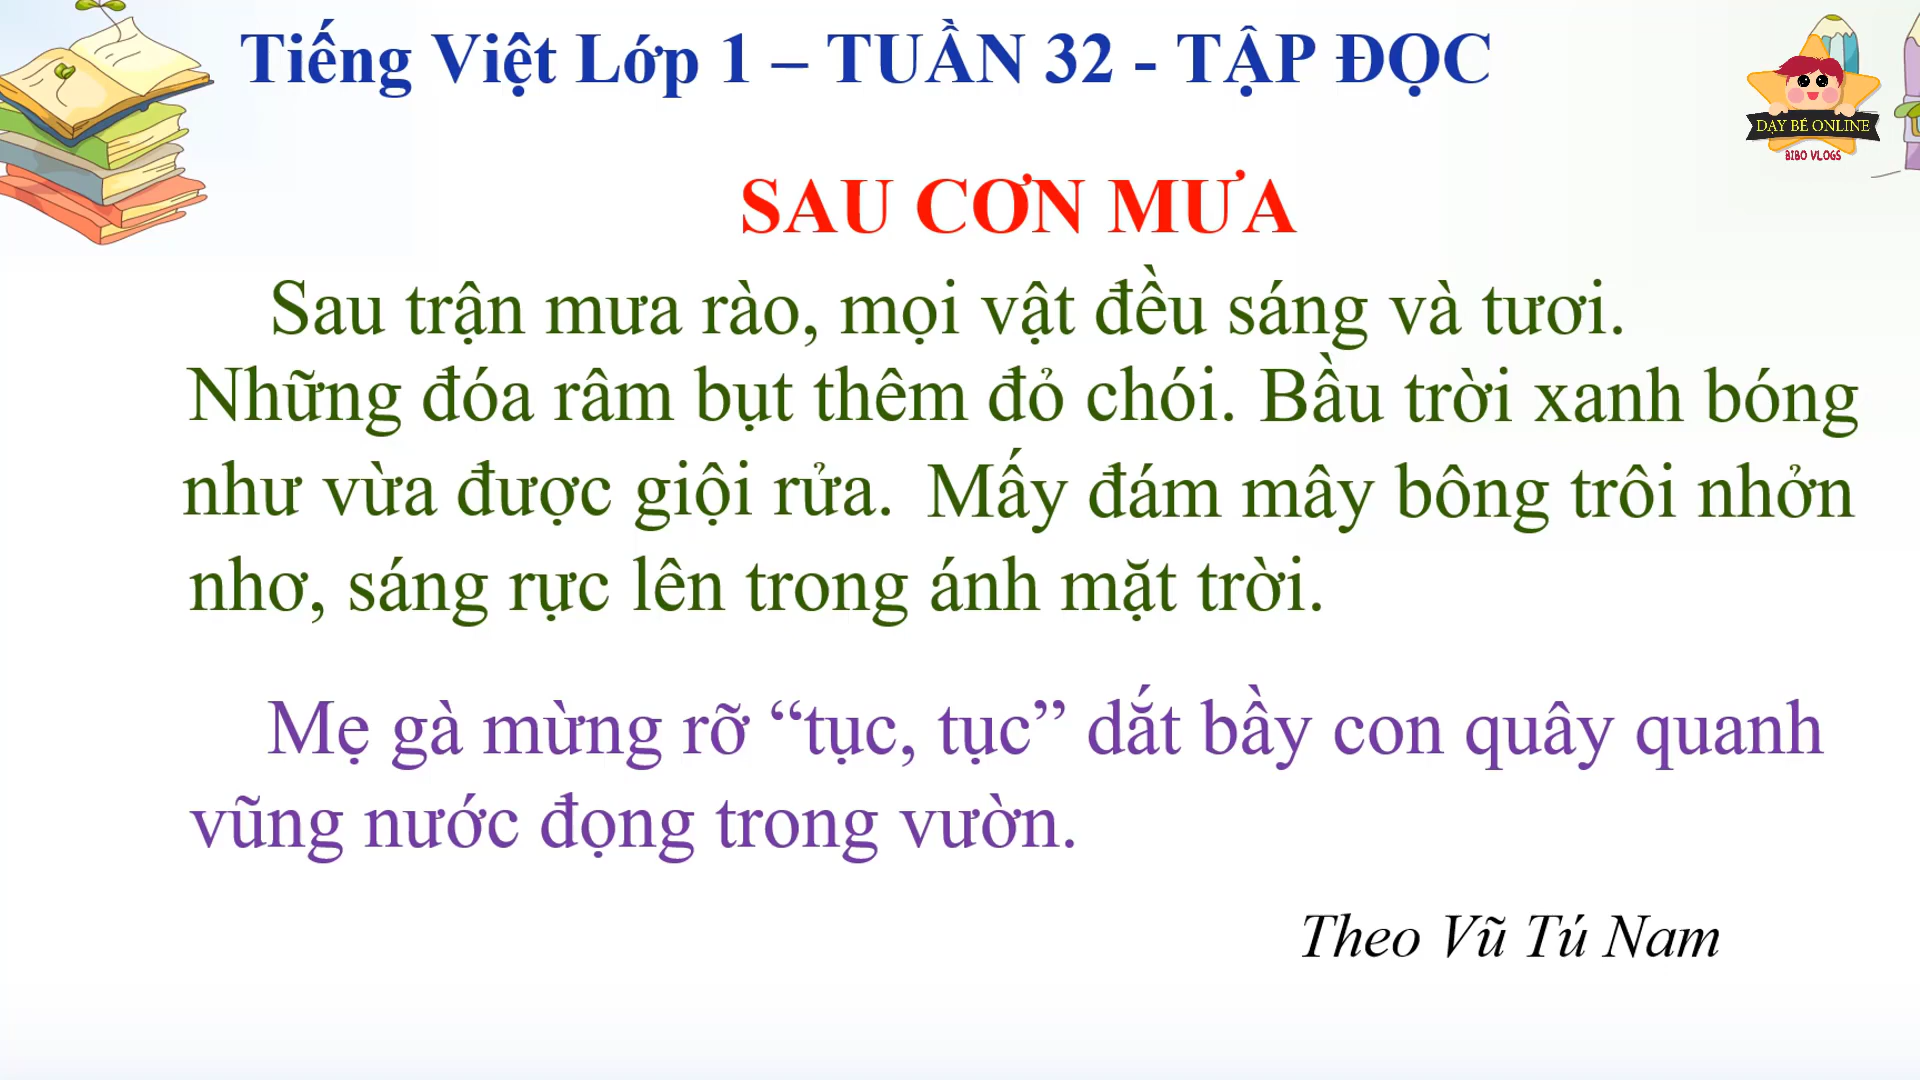 Tiếng Việt Lớp 1 – TUẦN 32 - TẬP ĐỌC
DẠY BÉ ONLINE
BIBO VLOGS
SAU CƠN MƯA
Sau trận mưa rào, mọi vật đều sáng và tươi.
Những đóa râm bụt thêm đỏ chói. Bầu trời xanh bóng
như vừa được giội rửa. Mấy đám mây bông trôi nhởn
nhơ, sáng rực lên trong ánh mặt trời.
Mẹ gà mừng rỡ “tục, tục” dắt bầy con quây quanh
vũng nước đọng trong vườn.
Theo Vũ Tú Nam